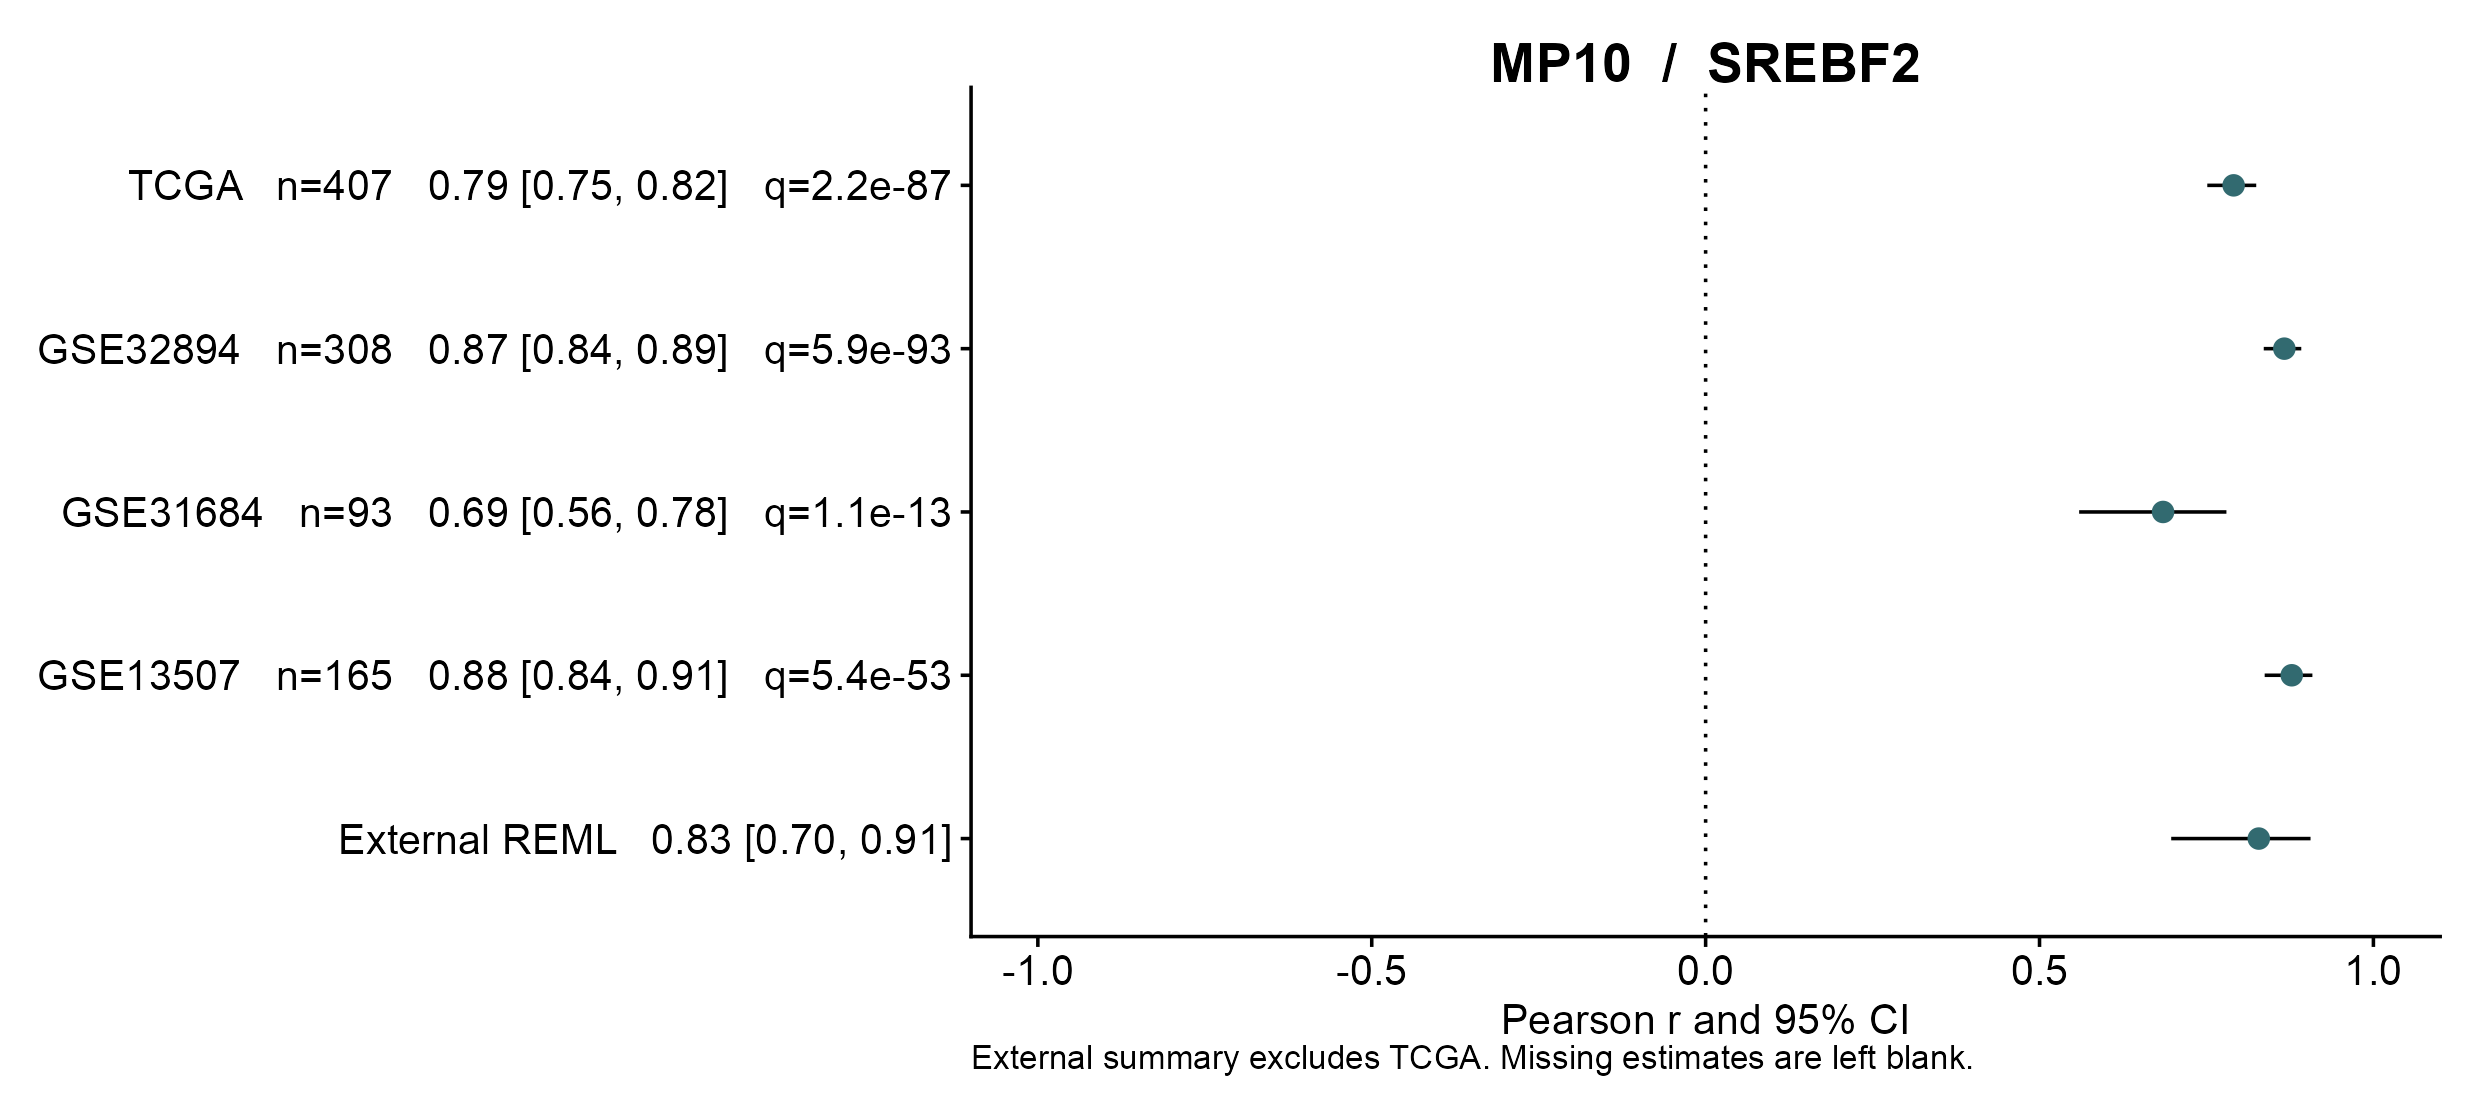 MP10 / SREBF2
TCGA n=407 0.79 [0.75, 0.82] q=2.2e-87
GSE32894 n=308 0.87 [0.84, 0.89] q=5.9e-93
GSE31684 n=93 0.69 [0.56, 0.78] q=1.1e-13
GSE13507 n=165 0.88 [0.84, 0.91] q=5.4e-53
External REML 0.83 [0.70, 0.91]
-1.0 -0.5 0.0 0.5 1.0
Pearson r and 95% CI
External summary excludes TCGA. Missing estimates are left blank.